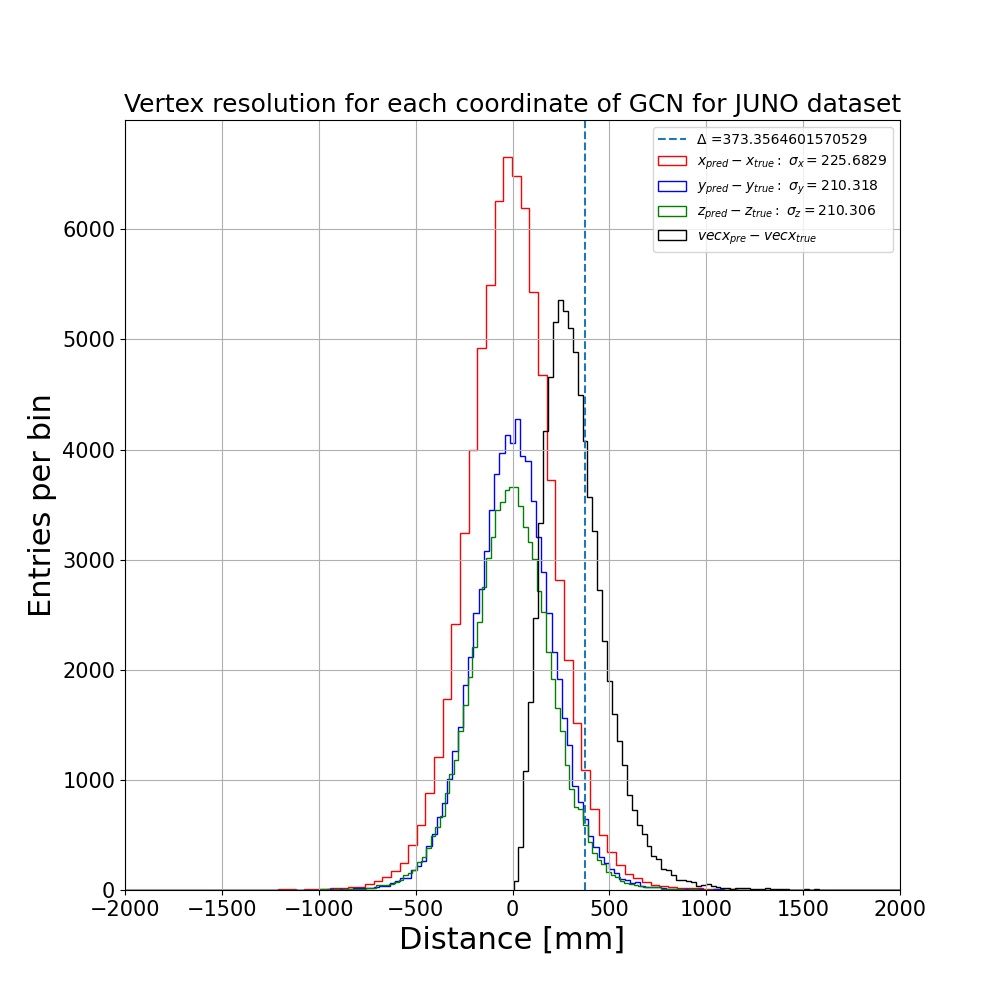 Vertex resolution for each coordinate of GCN for JUNO dataset
Δ =373.3564601570529
x_pred − x_true : σ_x = 225.6829
y_pred − y_true : σ_y = 210.318
z_pred − z_true : σ_z = 210.306
vecx_pre − vecx_true
6000
5000
4000
3000
2000
1000
0
Entries per bin
−2000 −1500 −1000 −500 0 500 1000 1500 2000
Distance [mm]